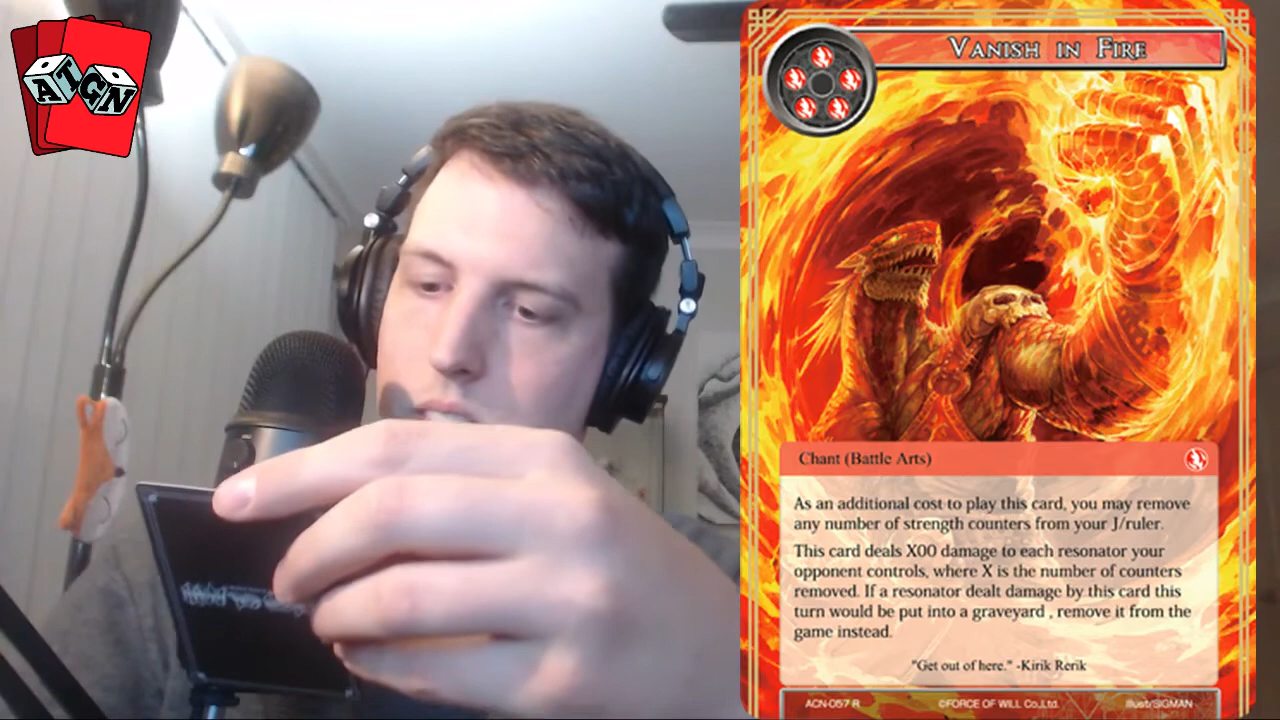 ATGN
VANISH IN FIRE
Chant (Battle Arts)
As an additional cost to play this card, you may remove
any number of strength counters from your J/ruler.
This card deals X00 damage to each resonator your
opponent controls, where X is the number of counters
removed. If a resonator dealt damage by this card this
turn would be put into a graveyard , remove it from the
game instead.
"Get out of here." -Kirik Rerik
ACN-057 R ©FORCE OF WILL Co.,Ltd. Illust/SIGMAN